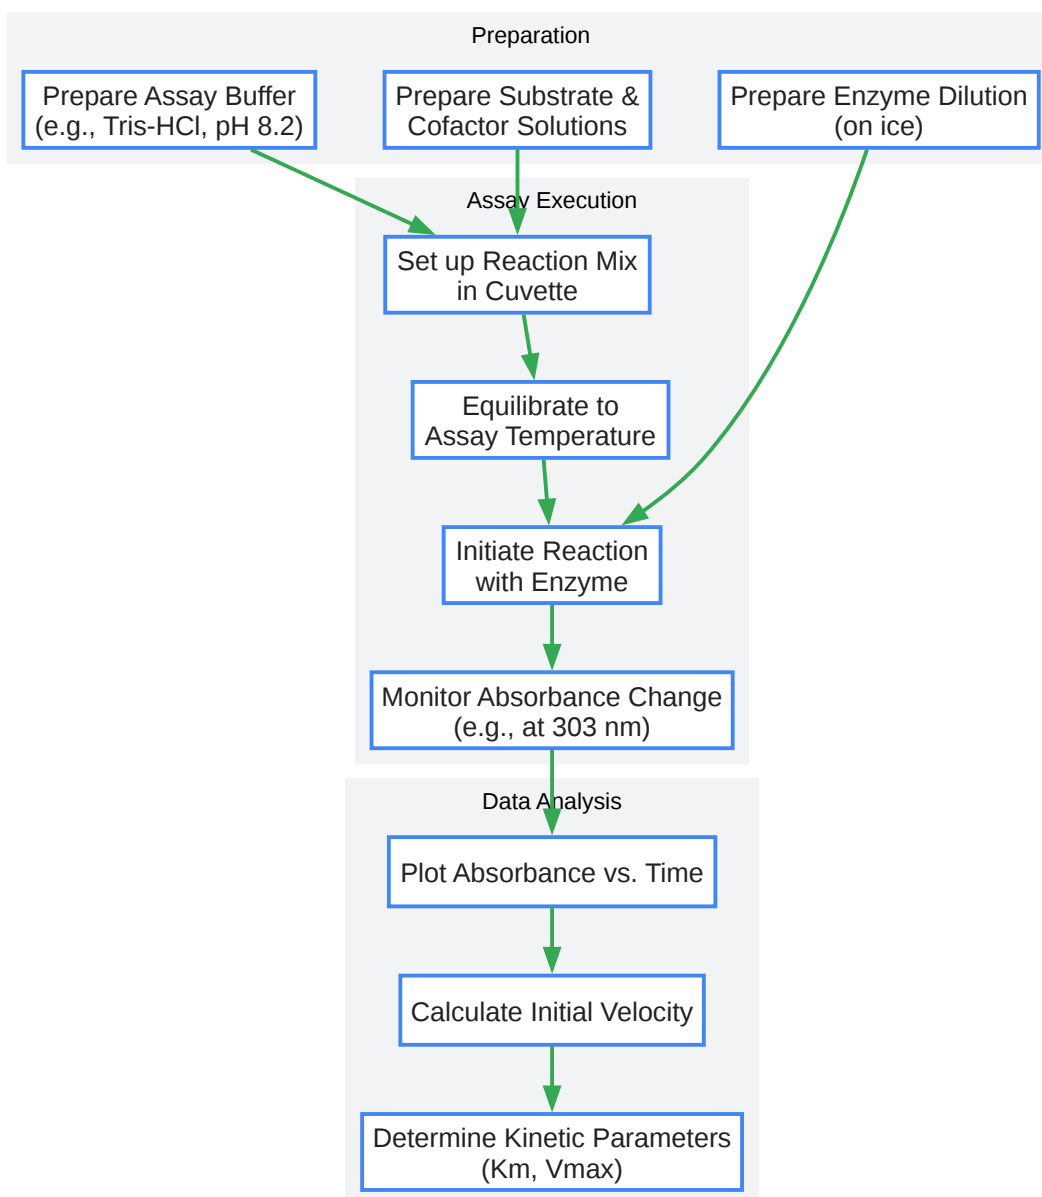 Preparation
Prepare Assay Buffer
(e.g., Tris-HCl, pH 8.2)
Prepare Substrate &
Cofactor Solutions
Prepare Enzyme Dilution
(on ice)
Assay Execution
Set up Reaction Mix
in Cuvette
Equilibrate to
Assay Temperature
Initiate Reaction
with Enzyme
Monitor Absorbance Change
(e.g., at 303 nm)
Data Analysis
Plot Absorbance vs. Time
Calculate Initial Velocity
Determine Kinetic Parameters
(Km, Vmax)